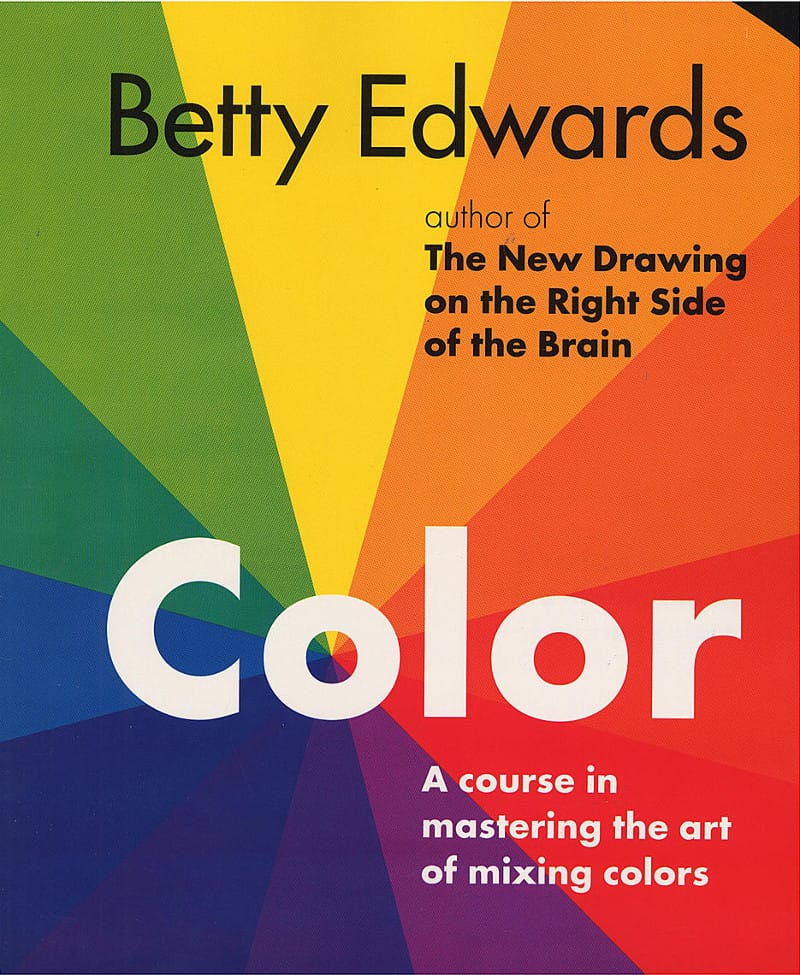 Betty Edwards
author of
The New Drawing
on the Right Side
of the Brain
Color
A course in
mastering the art
of mixing colors